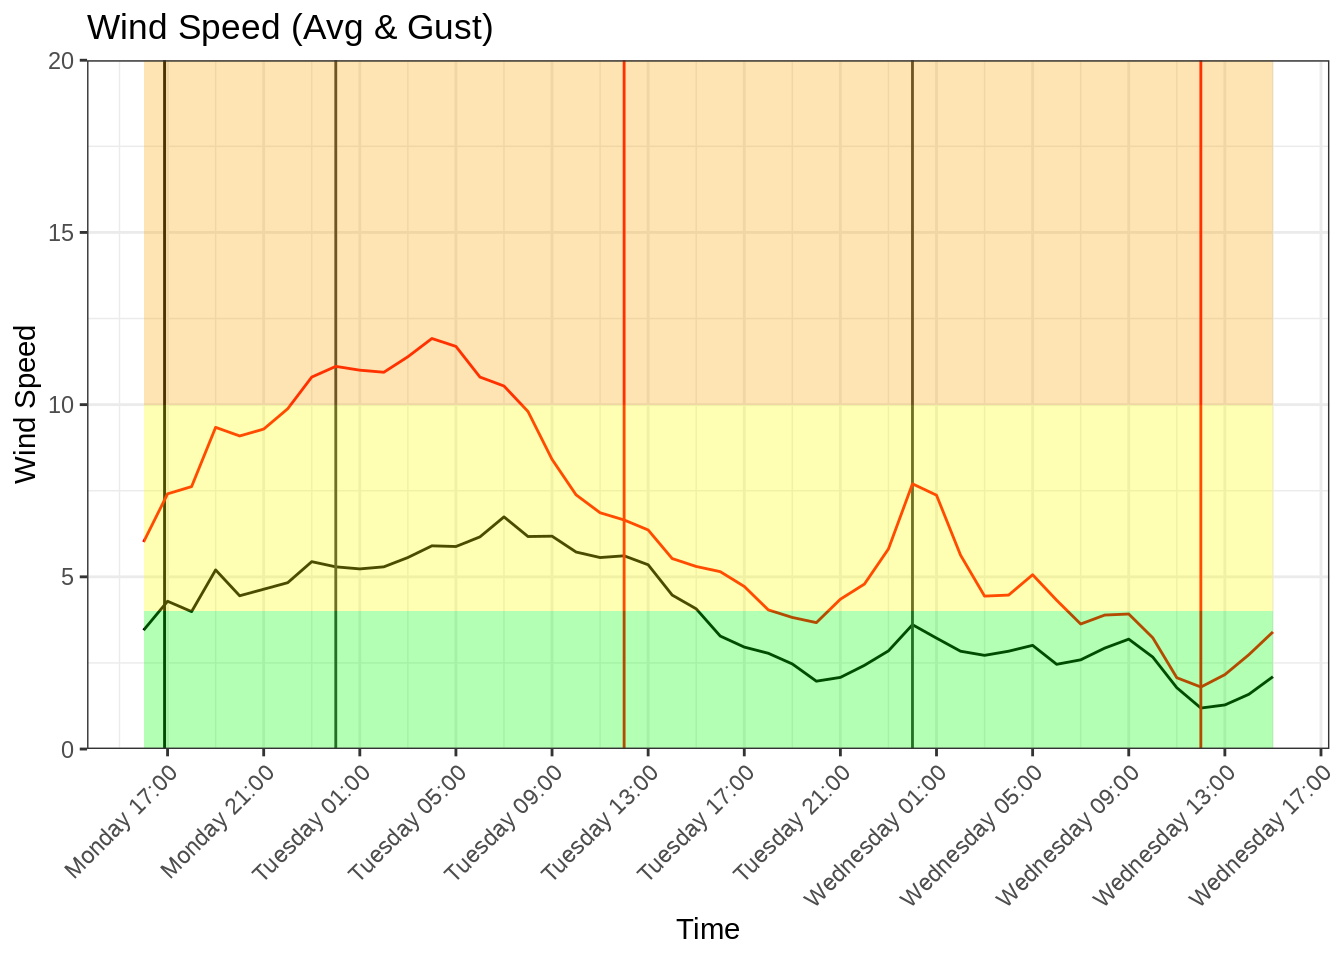 Wind Speed (Avg & Gust)
20
15
10
5
0
Wind Speed
Monday 17:00
Monday 21:00
Tuesday 01:00
Tuesday 05:00
Tuesday 09:00
Tuesday 13:00
Tuesday 17:00
Tuesday 21:00
Wednesday 01:00
Wednesday 05:00
Wednesday 09:00
Wednesday 13:00
Wednesday 17:00
Time